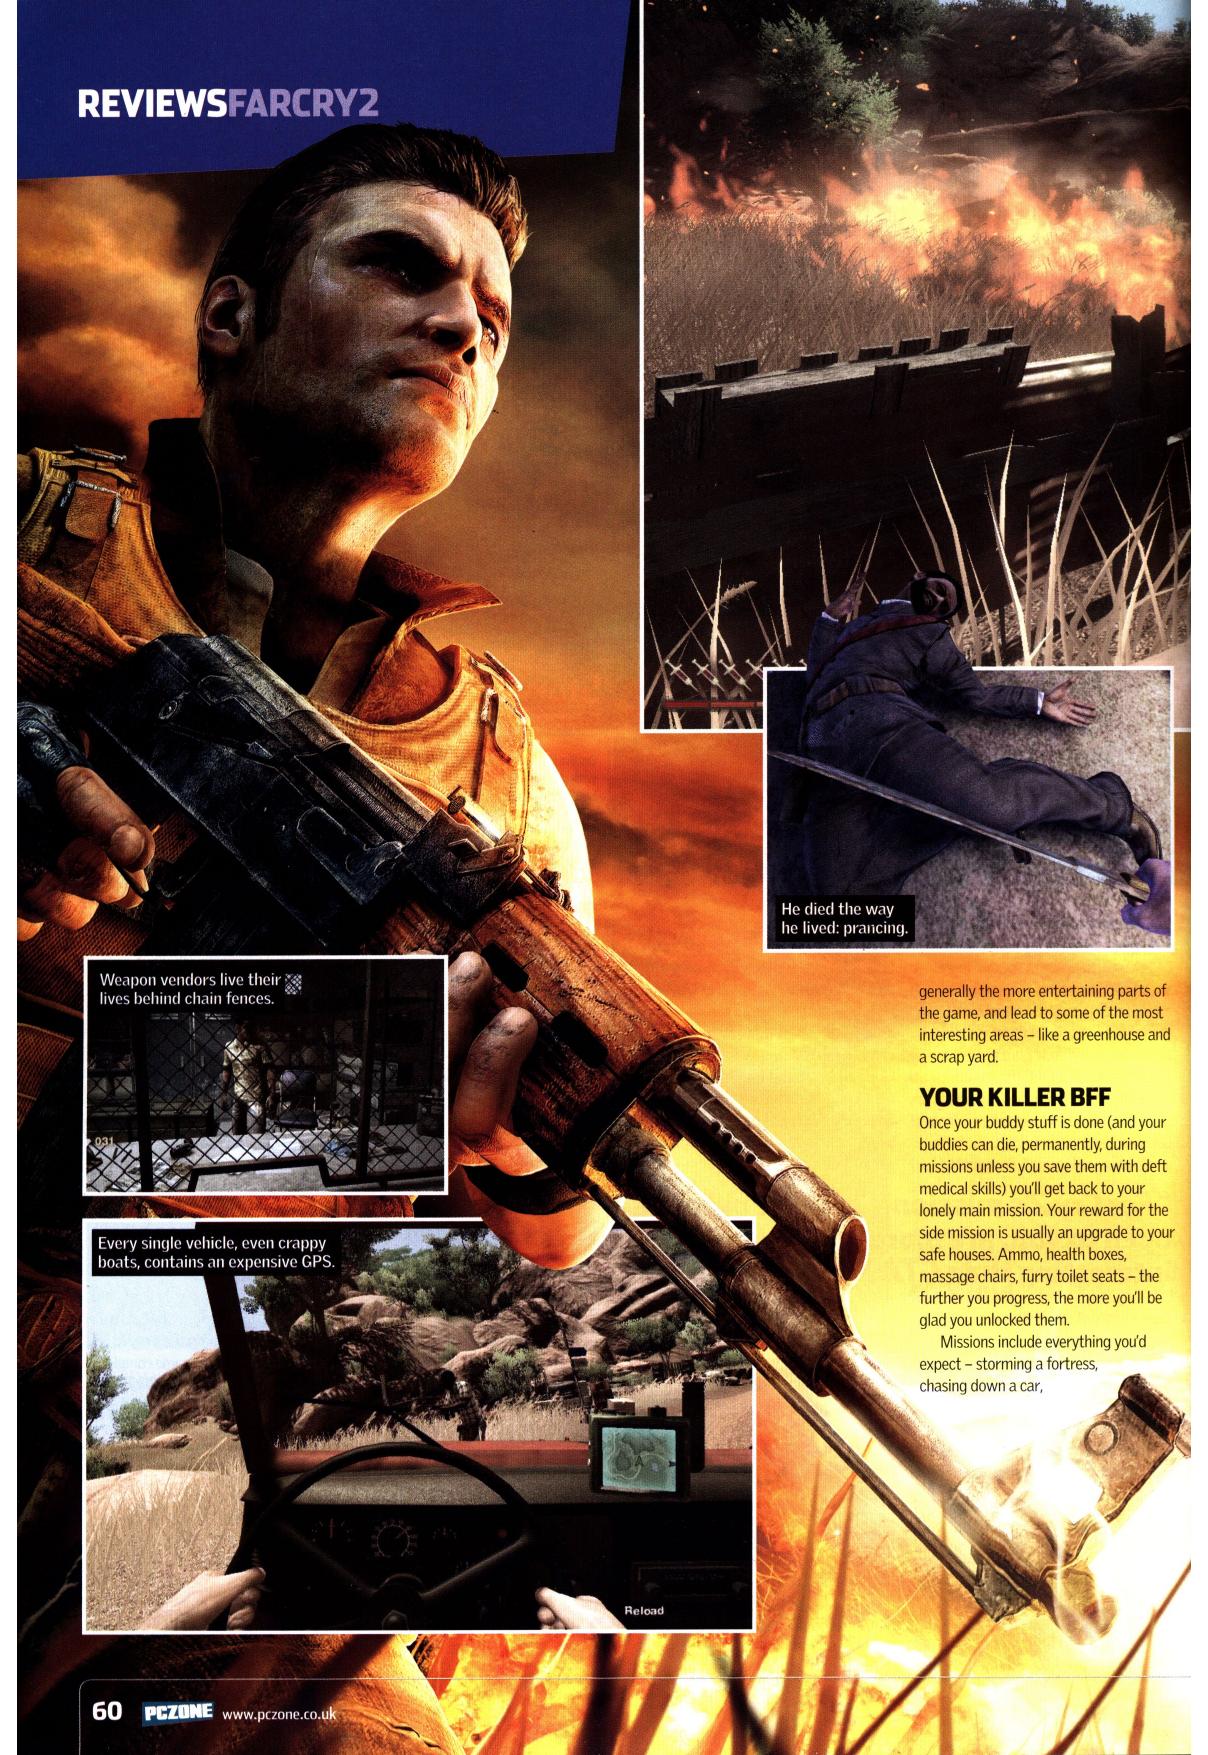 REVIEWSFARCRY2
He died the way
he lived: prancing.
Weapon vendors live their
lives behind chain fences.
031
Every single vehicle, even crappy
boats, contains an expensive GPS.
Reload
generally the more entertaining parts of
the game, and lead to some of the most
interesting areas – like a greenhouse and
a scrap yard.
YOUR KILLER BFF
Once your buddy stuff is done (and your
buddies can die, permanently, during
missions unless you save them with deft
medical skills) you'll get back to your
lonely main mission. Your reward for the
side mission is usually an upgrade to your
safe houses. Ammo, health boxes,
massage chairs, furry toilet seats – the
further you progress, the more you'll be
glad you unlocked them.
Missions include everything you'd
expect – storming a fortress,
chasing down a car,
60 PCZONE www.pczone.co.uk